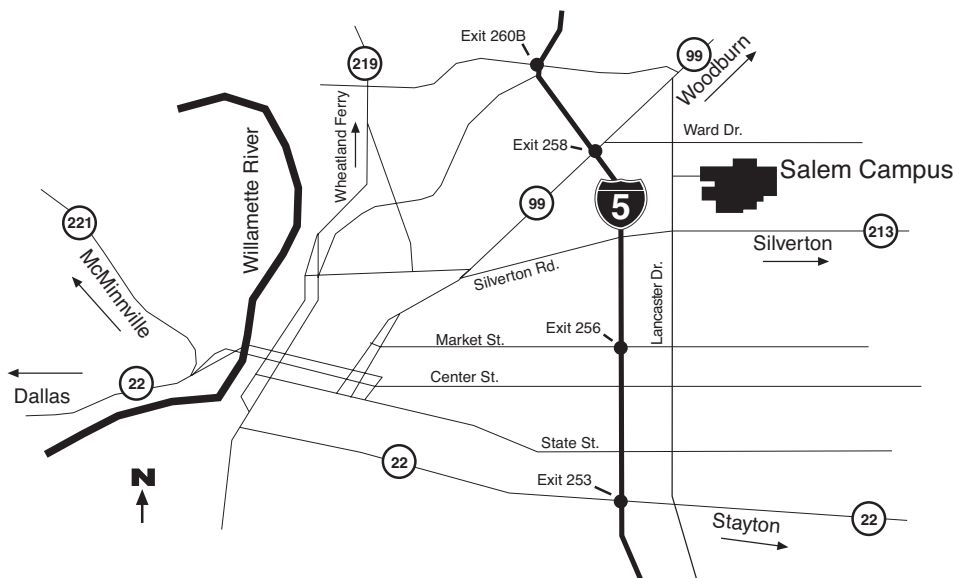 Exit 260B
99
Woodburn
219
Wheatland Ferry
Ward Dr.
Exit 258
Salem Campus
Willamette River
5
99
221
213
Silverton
McMinnville
Silverton Rd.
Lancaster Dr.
Exit 256
Market St.
Center St.
22
Dallas
State St.
22
Exit 253
N
Stayton
22